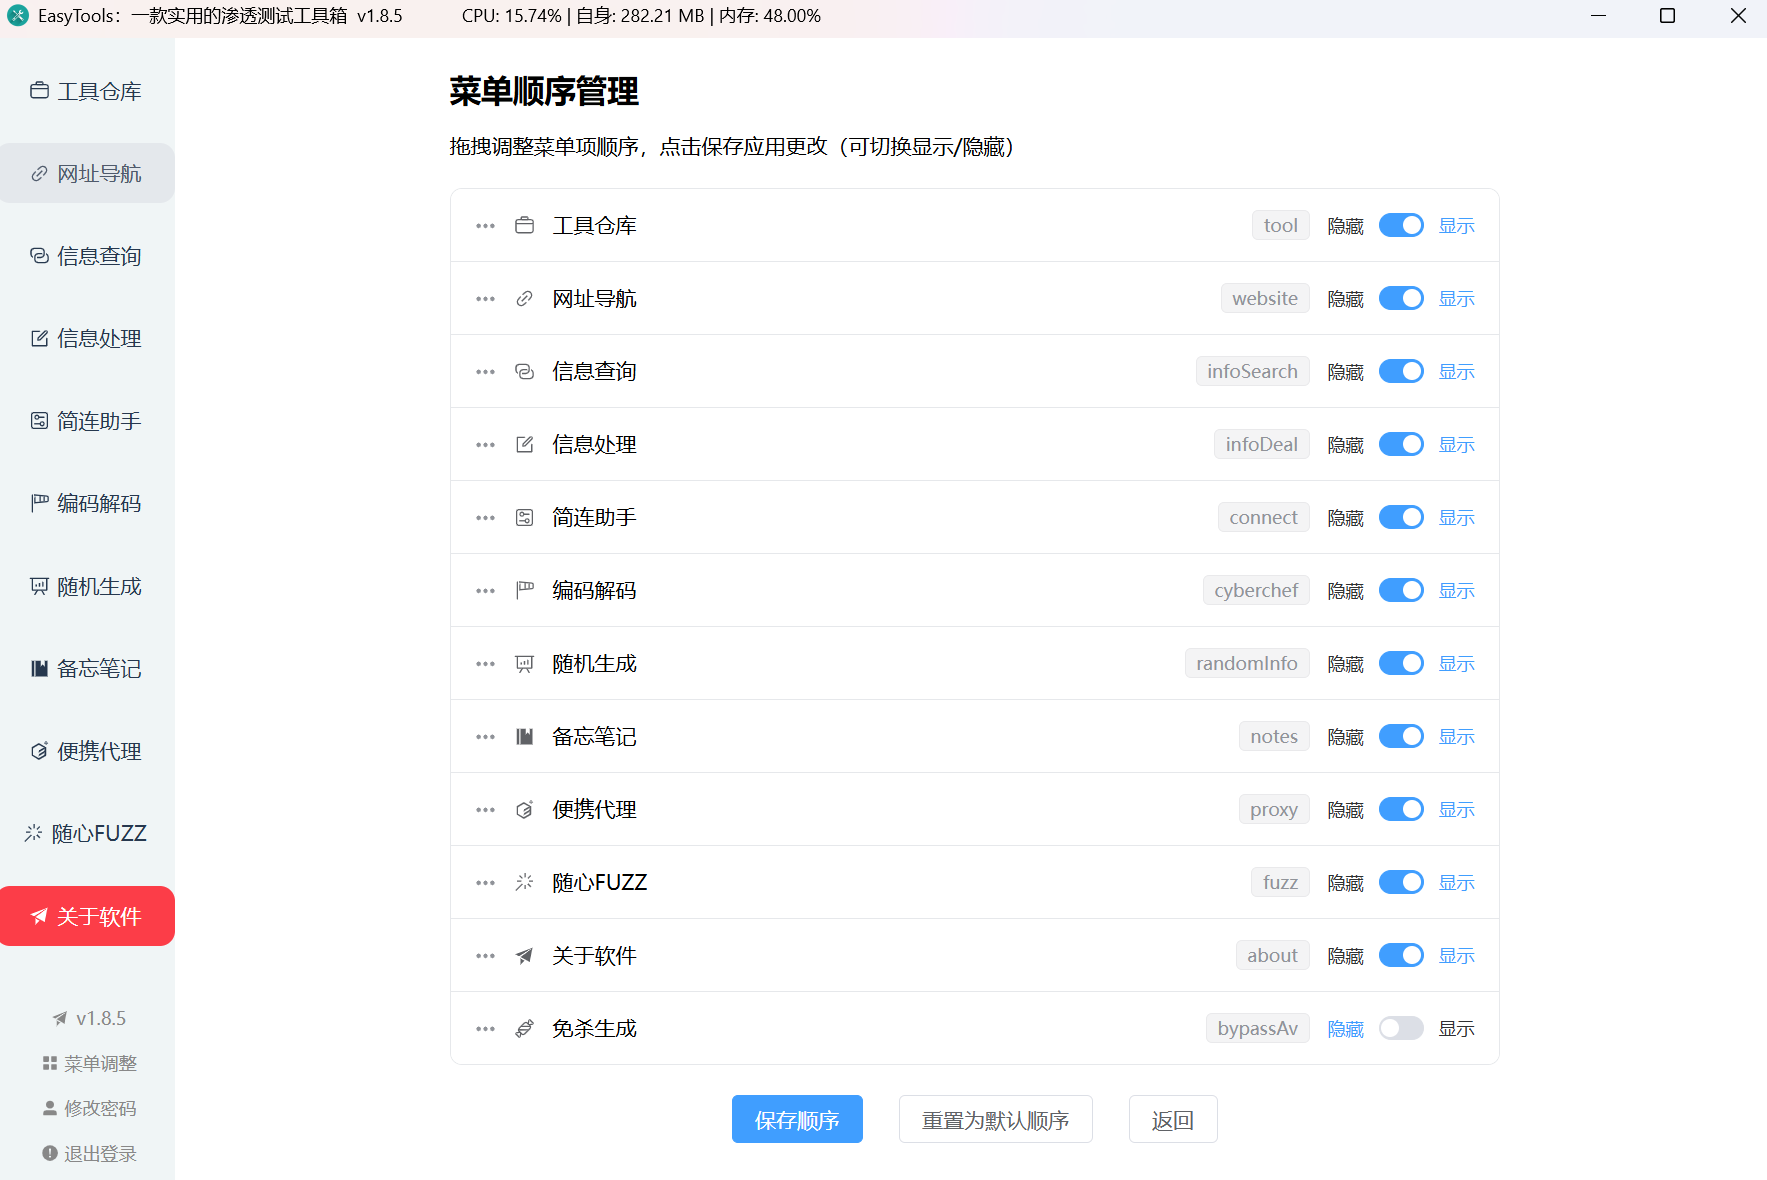 EasyTools：一款实用的渗透测试工具箱 v1.8.5 CPU: 15.74% | 自身: 282.21 MB | 内存: 48.00%
工具仓库
网址导航
信息查询
信息处理
简连助手
编码解码
随机生成
备忘笔记
便携代理
随心FUZZ
关于软件
v1.8.5
菜单调整
修改密码
退出登录
菜单顺序管理
拖拽调整菜单项顺序，点击保存应用更改（可切换显示/隐藏）
工具仓库 tool 隐藏 显示
网址导航 website 隐藏 显示
信息查询 infoSearch 隐藏 显示
信息处理 infoDeal 隐藏 显示
简连助手 connect 隐藏 显示
编码解码 cyberchef 隐藏 显示
随机生成 randomInfo 隐藏 显示
备忘笔记 notes 隐藏 显示
便携代理 proxy 隐藏 显示
随心FUZZ fuzz 隐藏 显示
关于软件 about 隐藏 显示
免杀生成 bypassAv 隐藏 显示
保存顺序 重置为默认顺序 返回